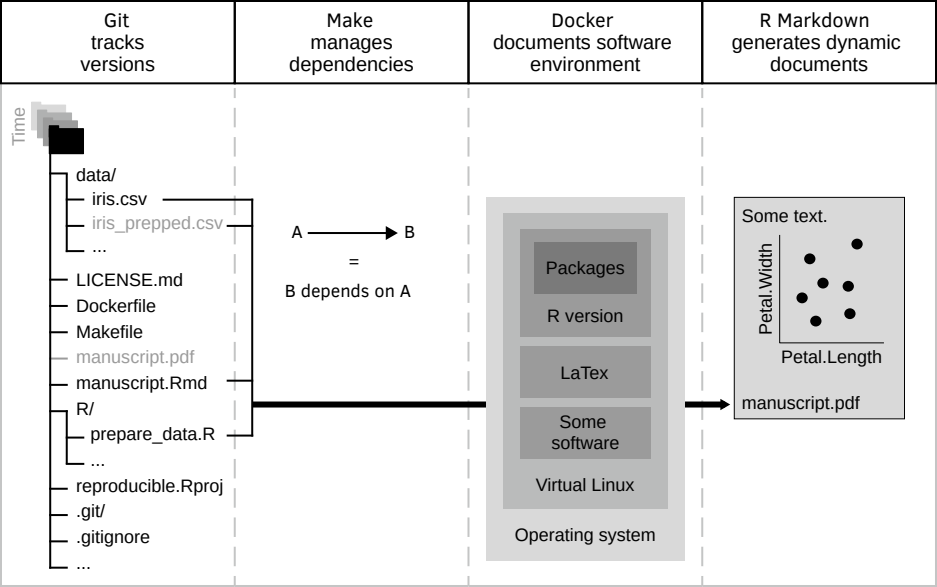 Git
tracks
versions
Make
manages
dependencies
Docker
documents software
environment
R Markdown
generates dynamic
documents
Time
data/
iris.csv
iris_prepped.csv
...
LICENSE.md
Dockerfile
Makefile
manuscript.pdf
manuscript.Rmd
R/
prepare_data.R
...
reproducible.Rproj
.git/
.gitignore
...
A B
=
B depends on A
Packages
R version
LaTex
Some
software
Virtual Linux
Operating system
Some text.
Petal.Width
Petal.Length
manuscript.pdf